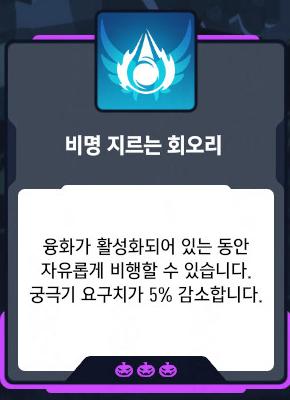 비명 지르는 회오리
융화가 활성화되어 있는 동안
자유롭게 비행할 수 있습니다.
궁극기 요구치가 5% 감소합니다.